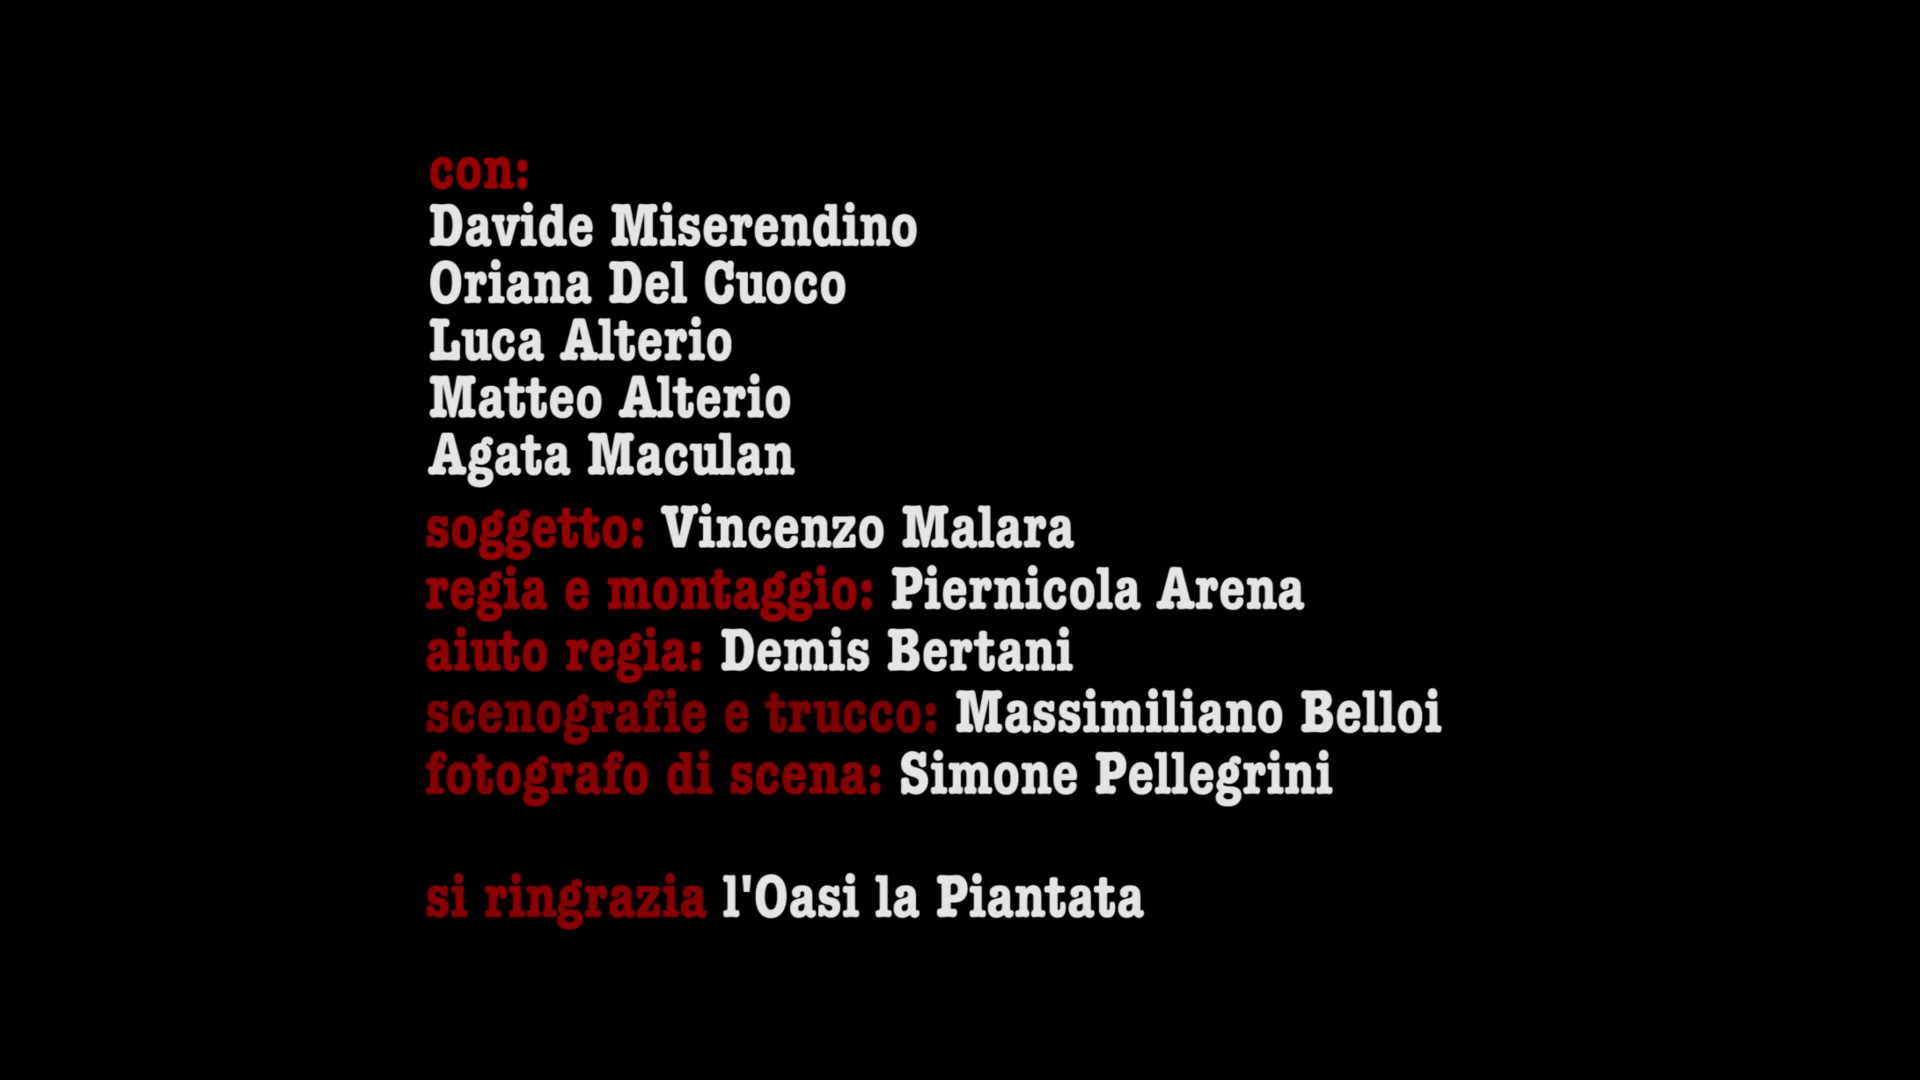 con:
Davide Miserendino
Oriana Del Cuoco
Luca Alterio
Matteo Alterio
Agata Maculan
soggetto: Vincenzo Malara
regia e montaggio: Piernicola Arena
aiuto regia: Demis Bertani
scenografie e trucco: Massimiliano Belloi
fotografo di scena: Simone Pellegrini
si ringrazia l'Oasi la Piantata